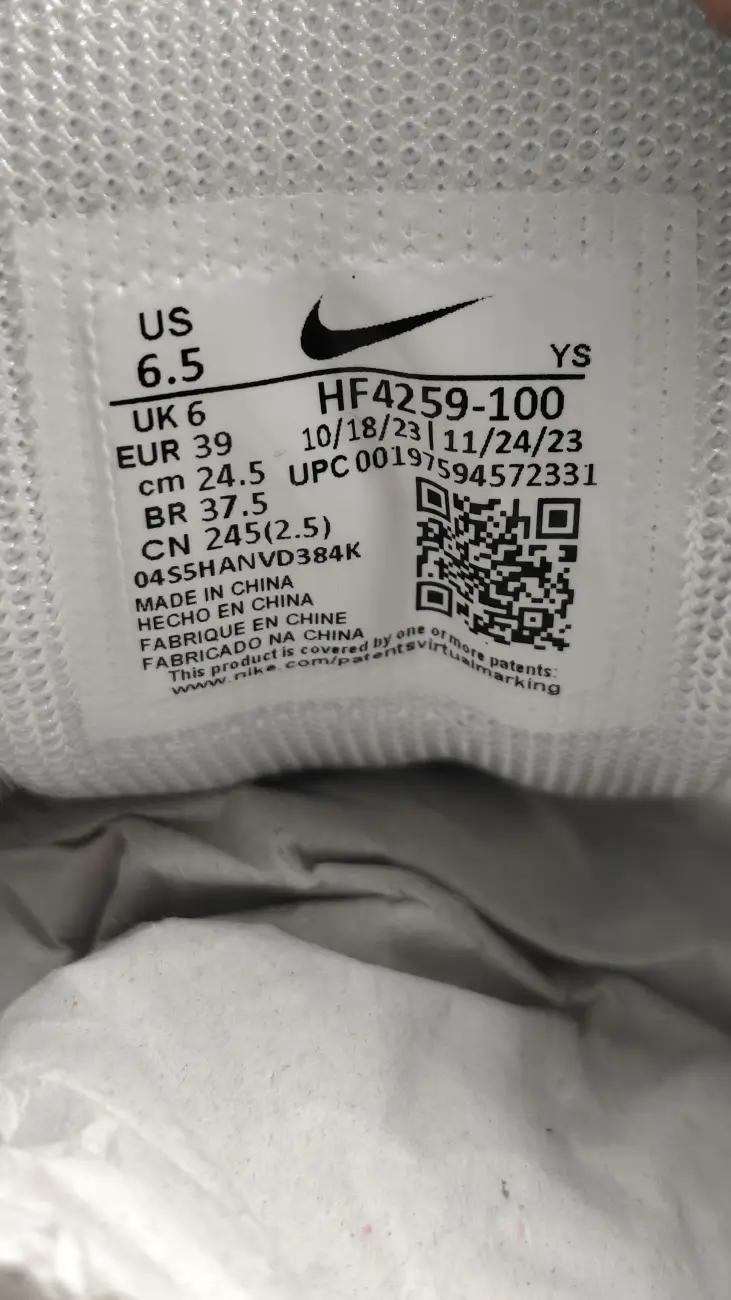 US
6.5
YS
UK 6
EUR 39
cm 24.5
BR 37.5
CN 245(2.5)
HF4259-100
10/18/23|11/24/23
UPC 00197594572331
04S5HANVD384K
MADE IN CHINA
HECHO EN CHINA
FABRIQUE EN CHINE
FABRICADO NA CHINA
This product is covered by one or more patents:
www.nike.com/patentsvirtualmarking